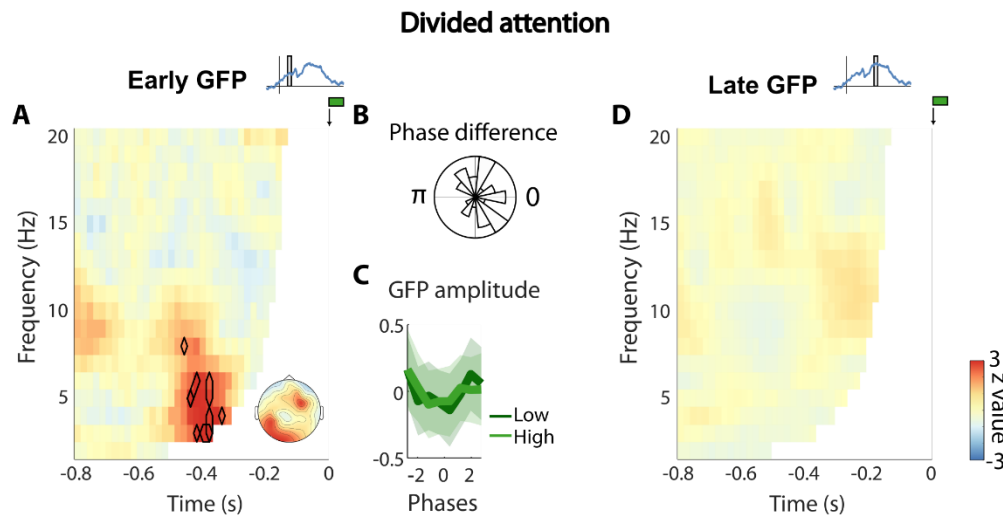 Divided attention
Early GFP
Late GFP
A
B
D
Phase difference
π
0
C
GFP amplitude
0.5
0
-0.5
-2
0
2
Phases
Low
High
Frequency (Hz)
20
15
10
5
-0.8
-0.6
-0.4
-0.2
0
Time (s)
Frequency (Hz)
20
15
10
5
-0.8
-0.6
-0.4
-0.2
0
Time (s)
3
z value
-3